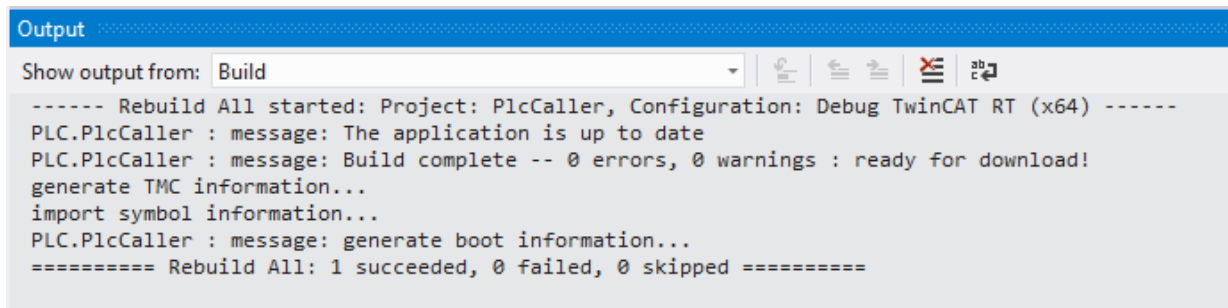 Output
Show output from: Build
------ Rebuild All started: Project: PlcCaller, Configuration: Debug TwinCAT RT (x64) ------
PLC.PlcCaller : message: The application is up to date
PLC.PlcCaller : message: Build complete -- 0 errors, 0 warnings : ready for download!
generate TMC information...
import symbol information...
PLC.PlcCaller : message: generate boot information...
========== Rebuild All: 1 succeeded, 0 failed, 0 skipped ==========